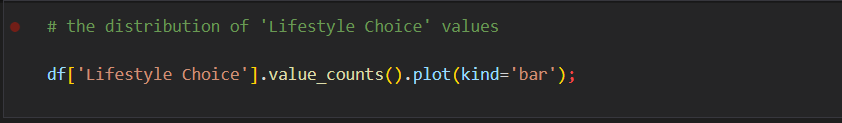 # the distribution of 'Lifestyle Choice' values
df['Lifestyle Choice'].value_counts().plot(kind='bar');